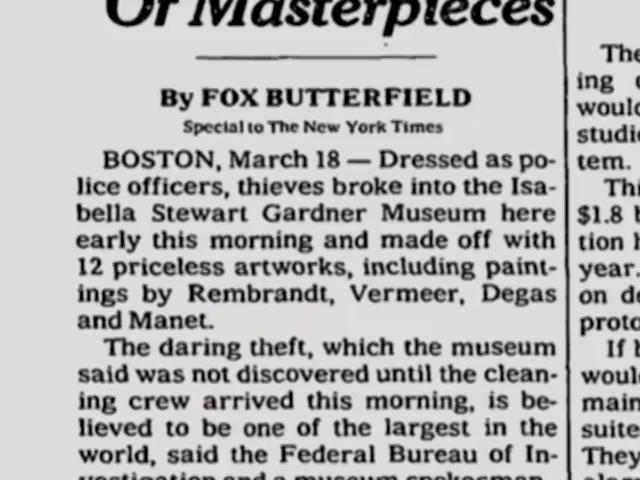 Of Masterpieces
By FOX BUTTERFIELD
Special to The New York Times
BOSTON, March 18 — Dressed as po-
lice officers, thieves broke into the Isa-
bella Stewart Gardner Museum here
early this morning and made off with
12 priceless artworks, including paint-
ings by Rembrandt, Vermeer, Degas
and Manet.
The daring theft, which the museum
said was not discovered until the clean-
ing crew arrived this morning, is be-
lieved to be one of the largest in the
world, said the Federal Bureau of In-
vestigation and a museum spokesman
The
ing
would
studi
tem.
Thi
$1.8 b
tion h
year.
on de
proto
If b
woul
main
suite
They